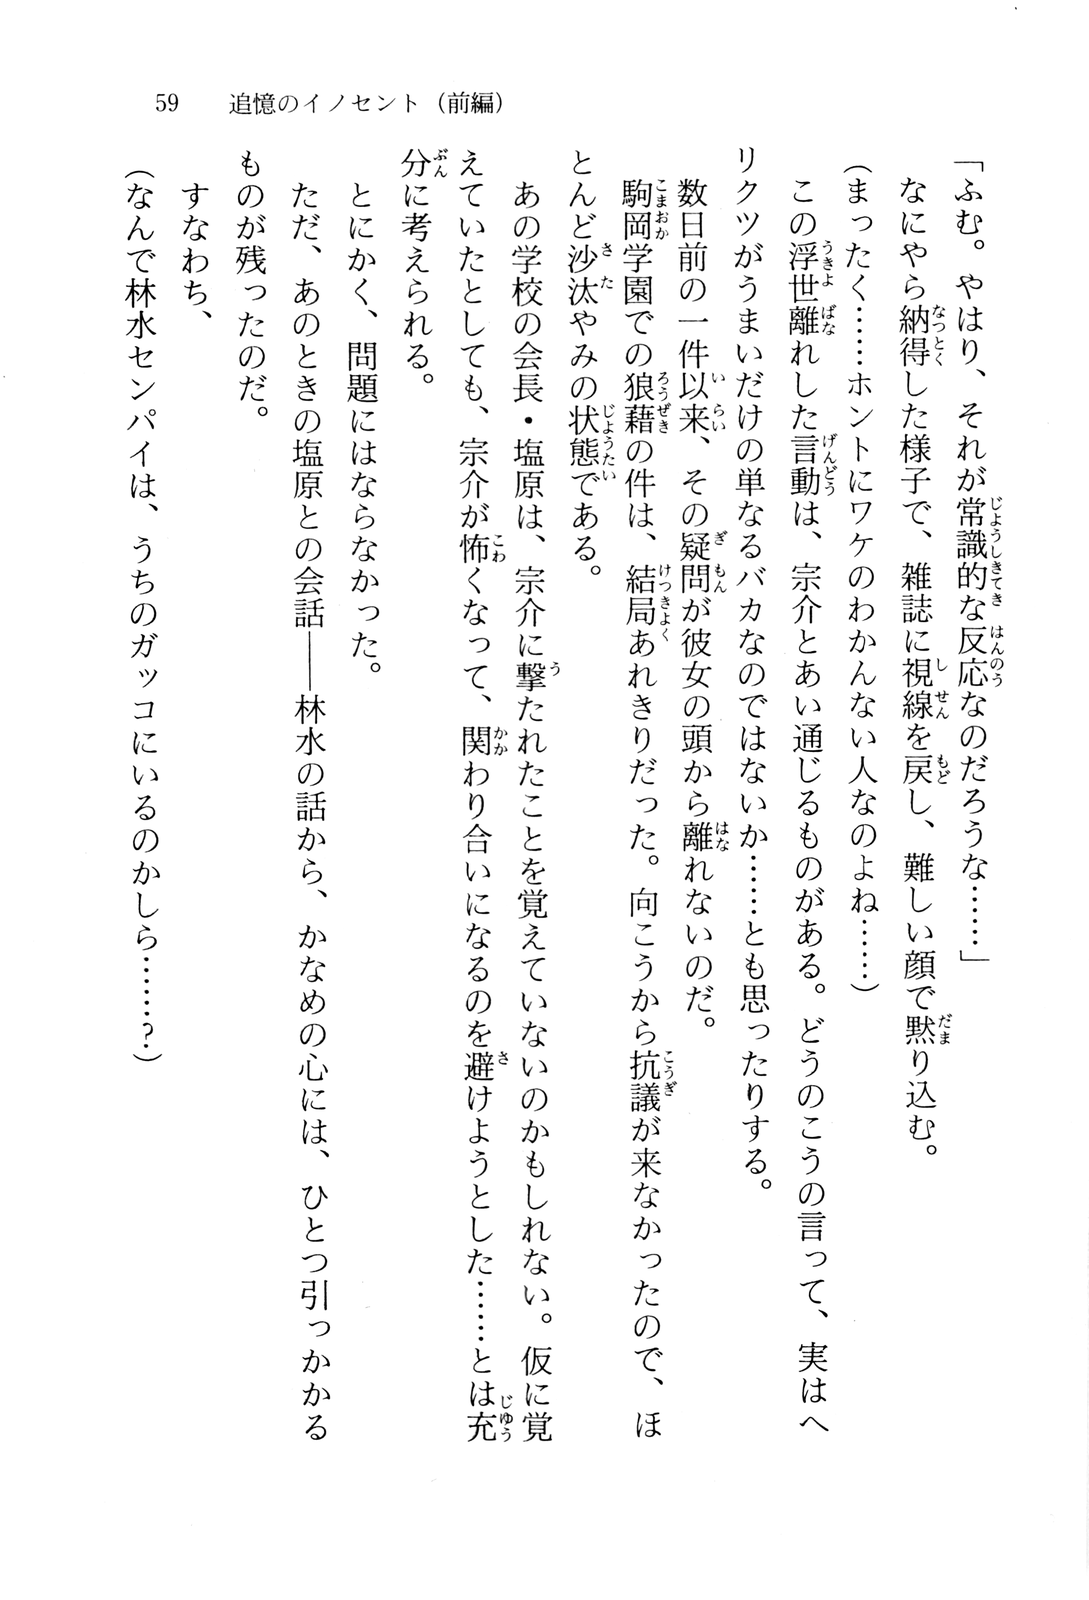 59　追憶のイノセント（前編）
「ふむ。やはり、それが常識的な反応なのだろうな……」
　なにやら納得した様子で、雑誌に視線を戻し、難しい顔で黙り込む。
（まったく……ホントにワケのわかんない人なのよね……）
　この浮世離れした言動は、宗介とあい通じるものがある。どうのこうの言って、実はヘ
リクツがうまいだけの単なるバカなのではないか……とも思ったりする。
　数日前の一件以来、その疑問が彼女の頭から離れないのだ。
　駒岡学園での狼藉の件は、結局あれきりだった。向こうから抗議が来なかったので、ほ
とんど沙汰やみの状態である。
　あの学校の会長・塩原は、宗介に撃たれたことを覚えていないのかもしれない。仮に覚
えていたとしても、宗介が怖くなって、関わり合いになるのを避けようとした……とは充
分に考えられる。
　とにかく、問題にはならなかった。
　ただ、あのときの塩原との会話――林水の話から、かなめの心には、ひとつ引っかかる
ものが残ったのだ。
　すなわち、
（なんで林水センパイは、うちのガッコにいるのかしら……？）